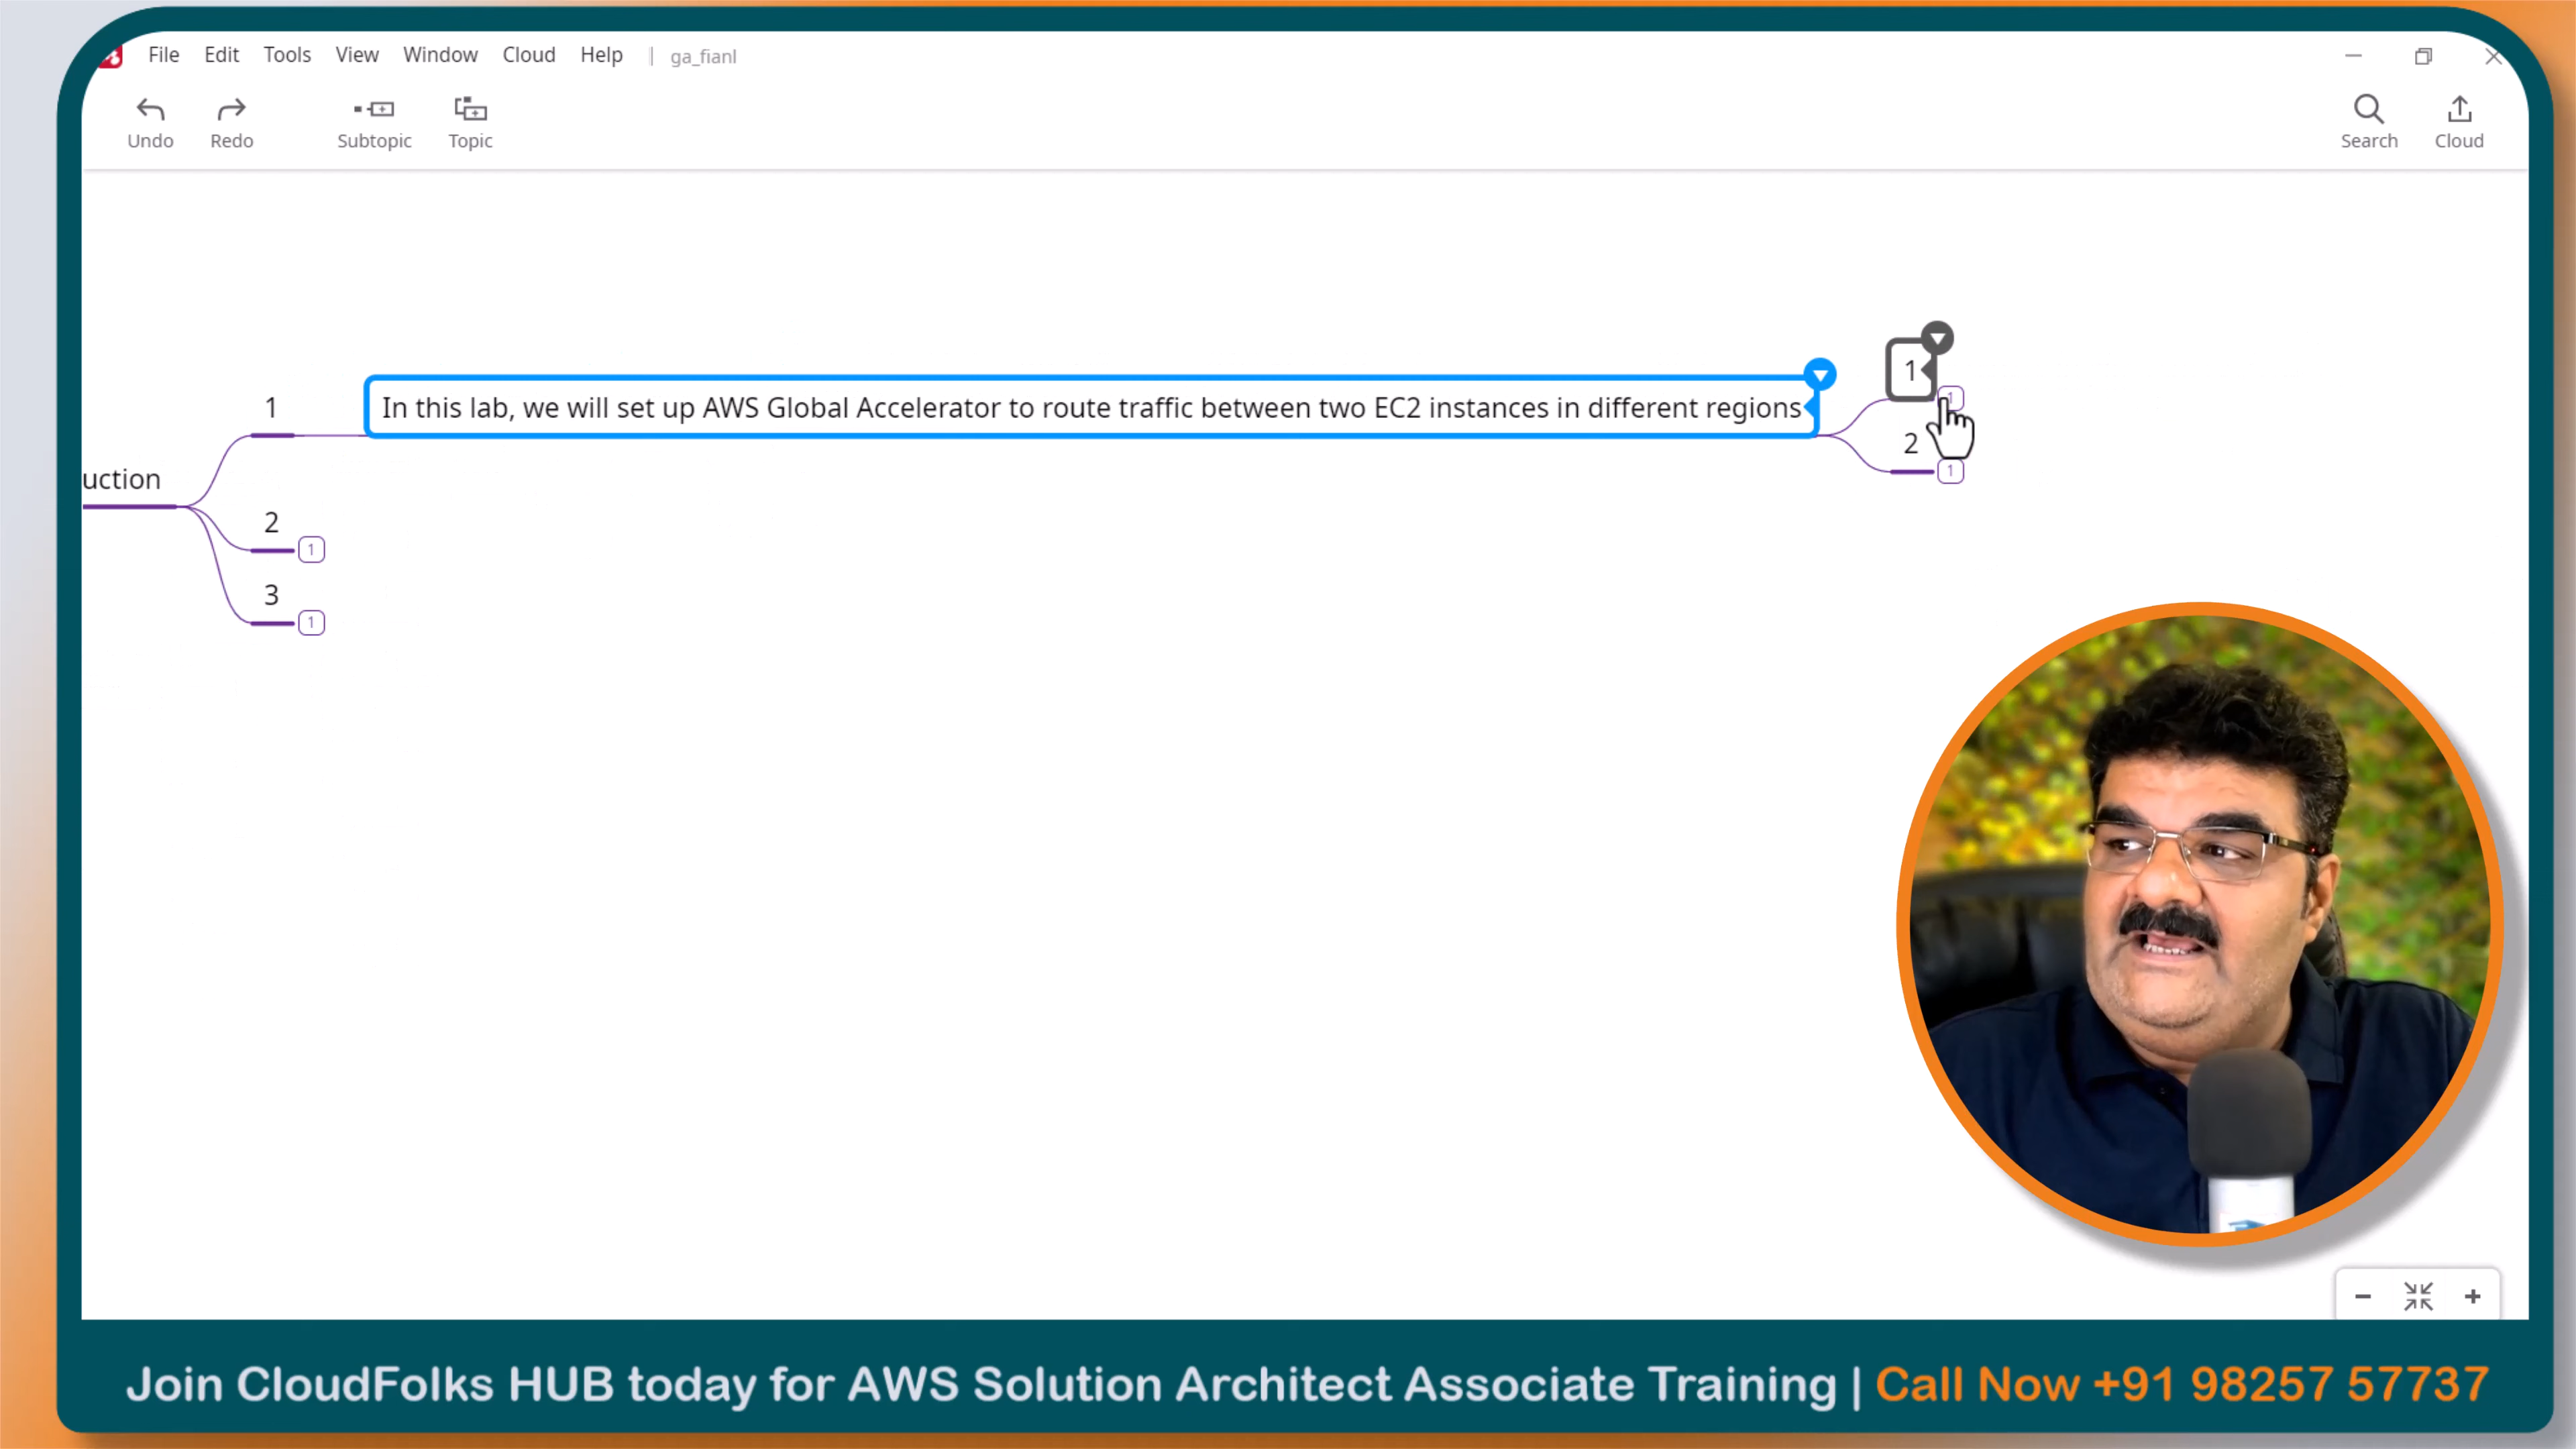 File Edit Tools View Window Cloud Help | ga_fianl
Undo Redo Subtopic Topic Search Cloud
1
In this lab, we will set up AWS Global Accelerator to route traffic between two EC2 instances in different regions
1
1
2
1
uction
2
1
3
1
Join CloudFolks HUB today for AWS Solution Architect Associate Training | Call Now +91 98257 57737